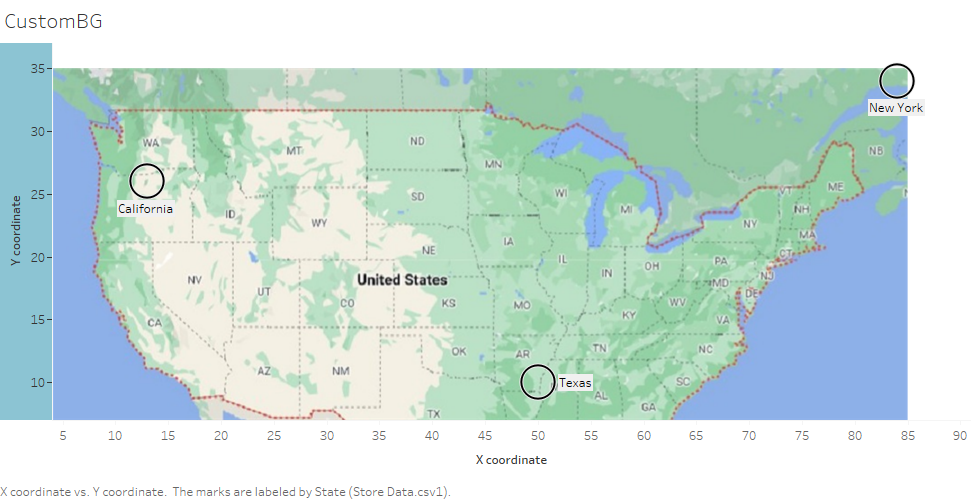 CustomBG
35
30
25
20
15
10
Y coordinate
New York
California
Texas
WA
MT
ND
MN
NB
ME
VT
NH
ID
WY
SD
WI
MI
NY
MA
CT
NE
IA
IL
IN
OH
PA
NJ
MD
DE
NV
UT
CO
United States
KS
MO
KY
WV
VA
CA
AZ
NM
OK
AR
TN
NC
SC
TX
AL
GA
5 10 15 20 25 30 35 40 45 50 55 60 65 70 75 80 85 90
X coordinate
X coordinate vs. Y coordinate. The marks are labeled by State (Store Data.csv1).